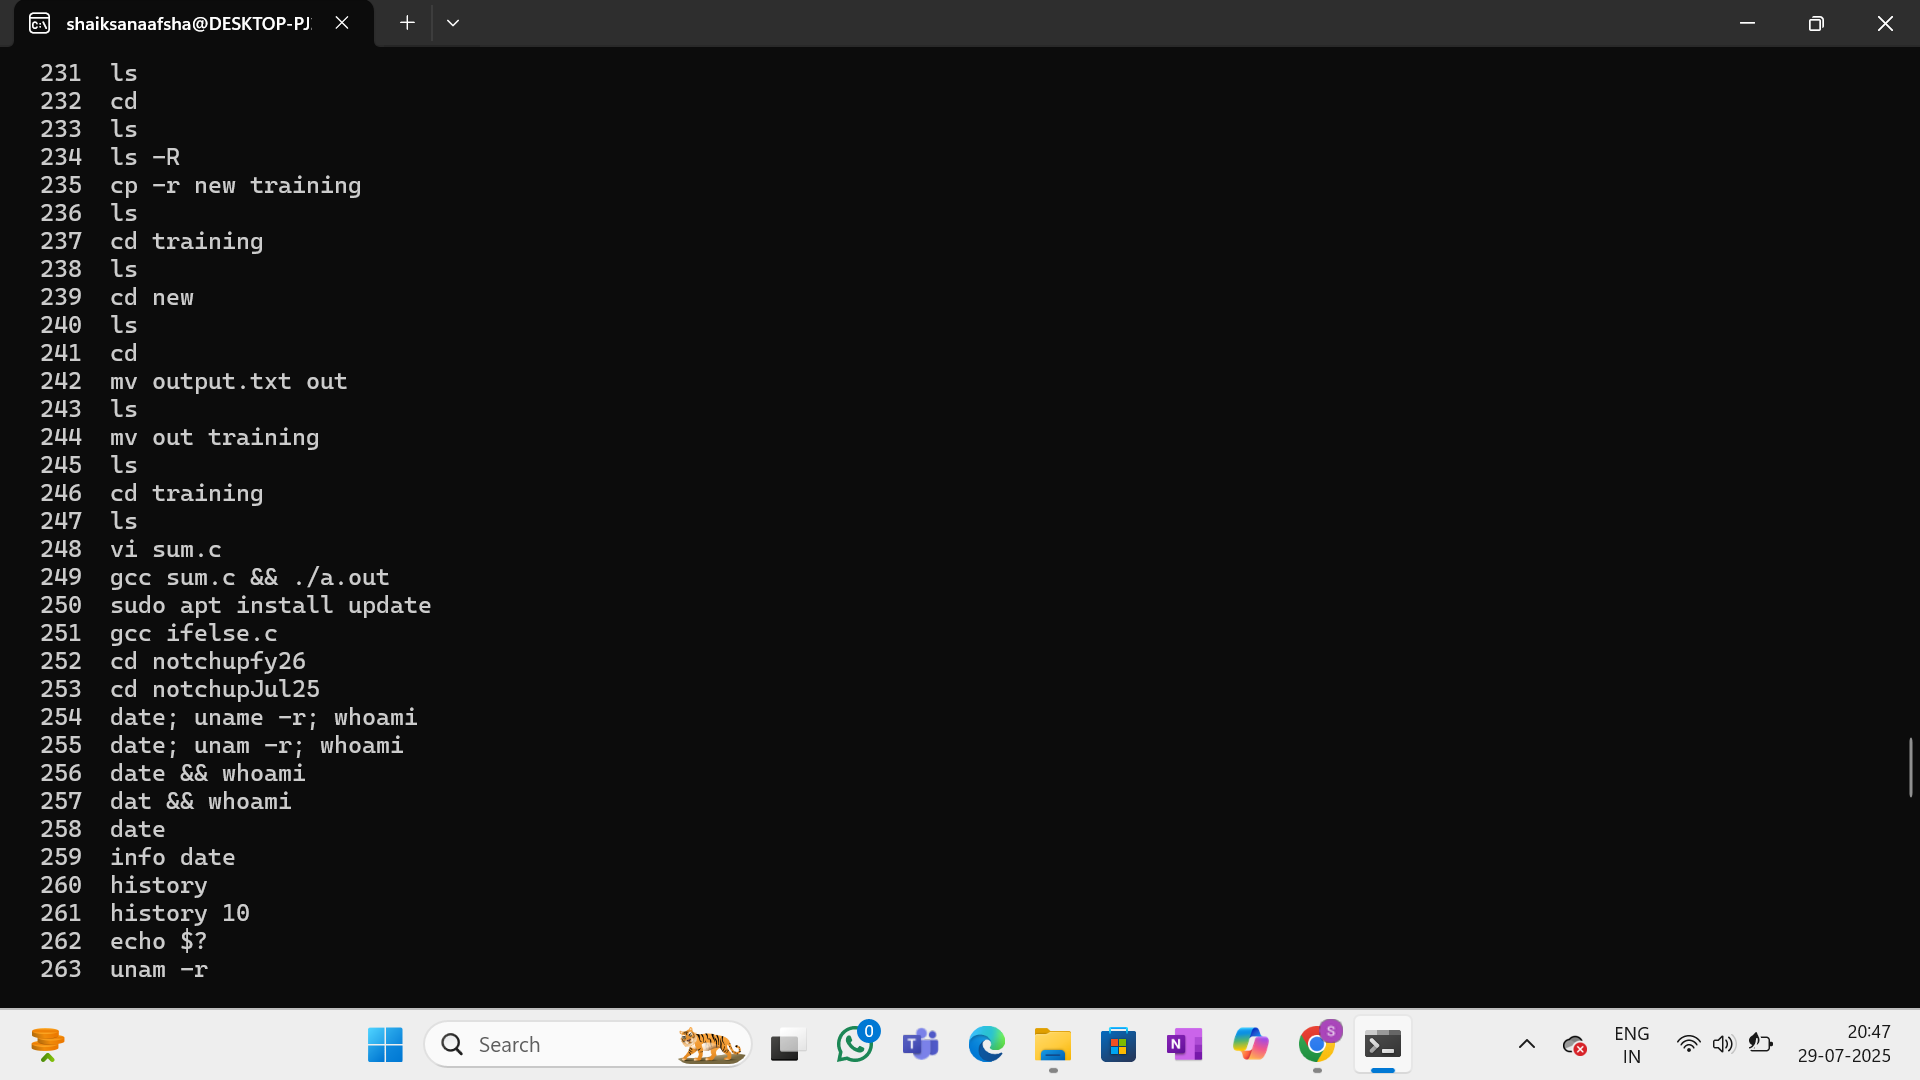 shaiksanaafsha@DESKTOP-PJ
231 ls
232 cd
233 ls
234 ls -R
235 cp -r new training
236 ls
237 cd training
238 ls
239 cd new
240 ls
241 cd
242 mv output.txt out
243 ls
244 mv out training
245 ls
246 cd training
247 ls
248 vi sum.c
249 gcc sum.c && ./a.out
250 sudo apt install update
251 gcc ifelse.c
252 cd notchupfy26
253 cd notchupJul25
254 date; uname -r; whoami
255 date; unam -r; whoami
256 date && whoami
257 dat && whoami
258 date
259 info date
260 history
261 history 10
262 echo $?
263 unam -r
Search
0
T
N
S
ENG
IN
20:47
29-07-2025